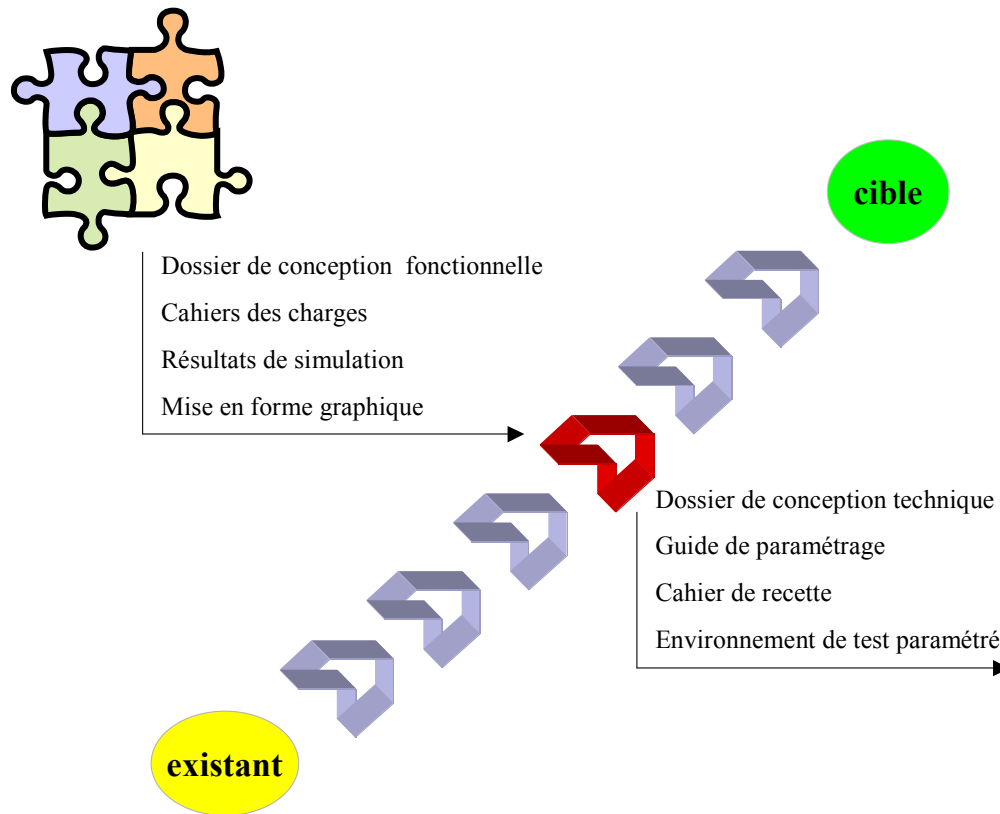 cible
Dossier de conception fonctionnelle
Cahiers des charges
Résultats de simulation
Mise en forme graphique
Dossier de conception technique
Guide de paramétrage
Cahier de recette
Environnement de test paramétré
existant